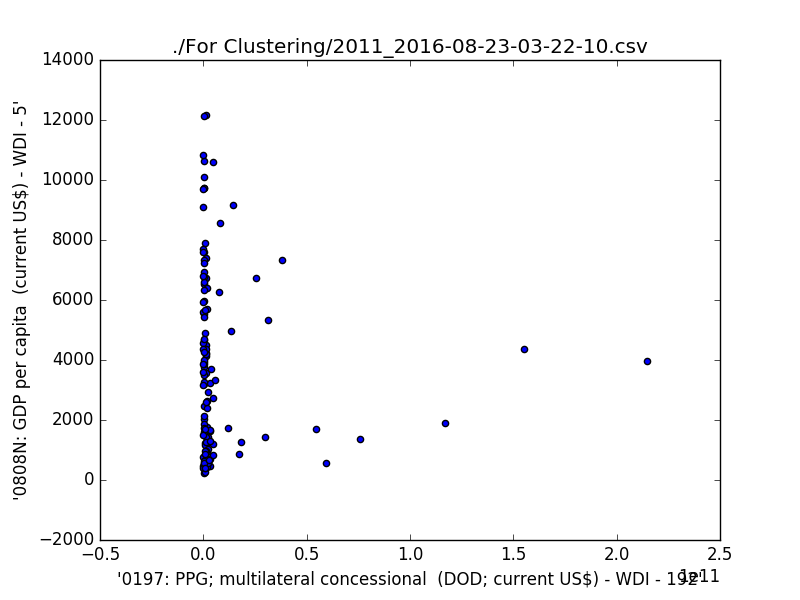 ./For Clustering/2011_2016-08-23-03-22-10.csv
14000
12000
10000
8000
6000
4000
2000
0
−2000
'0808N: GDP per capita  (current US$) - WDI - 5'
−0.5 0.0 0.5 1.0 1.5 2.0 2.5
1e11
'0197: PPG; multilateral concessional  (DOD; current US$) - WDI - 192'